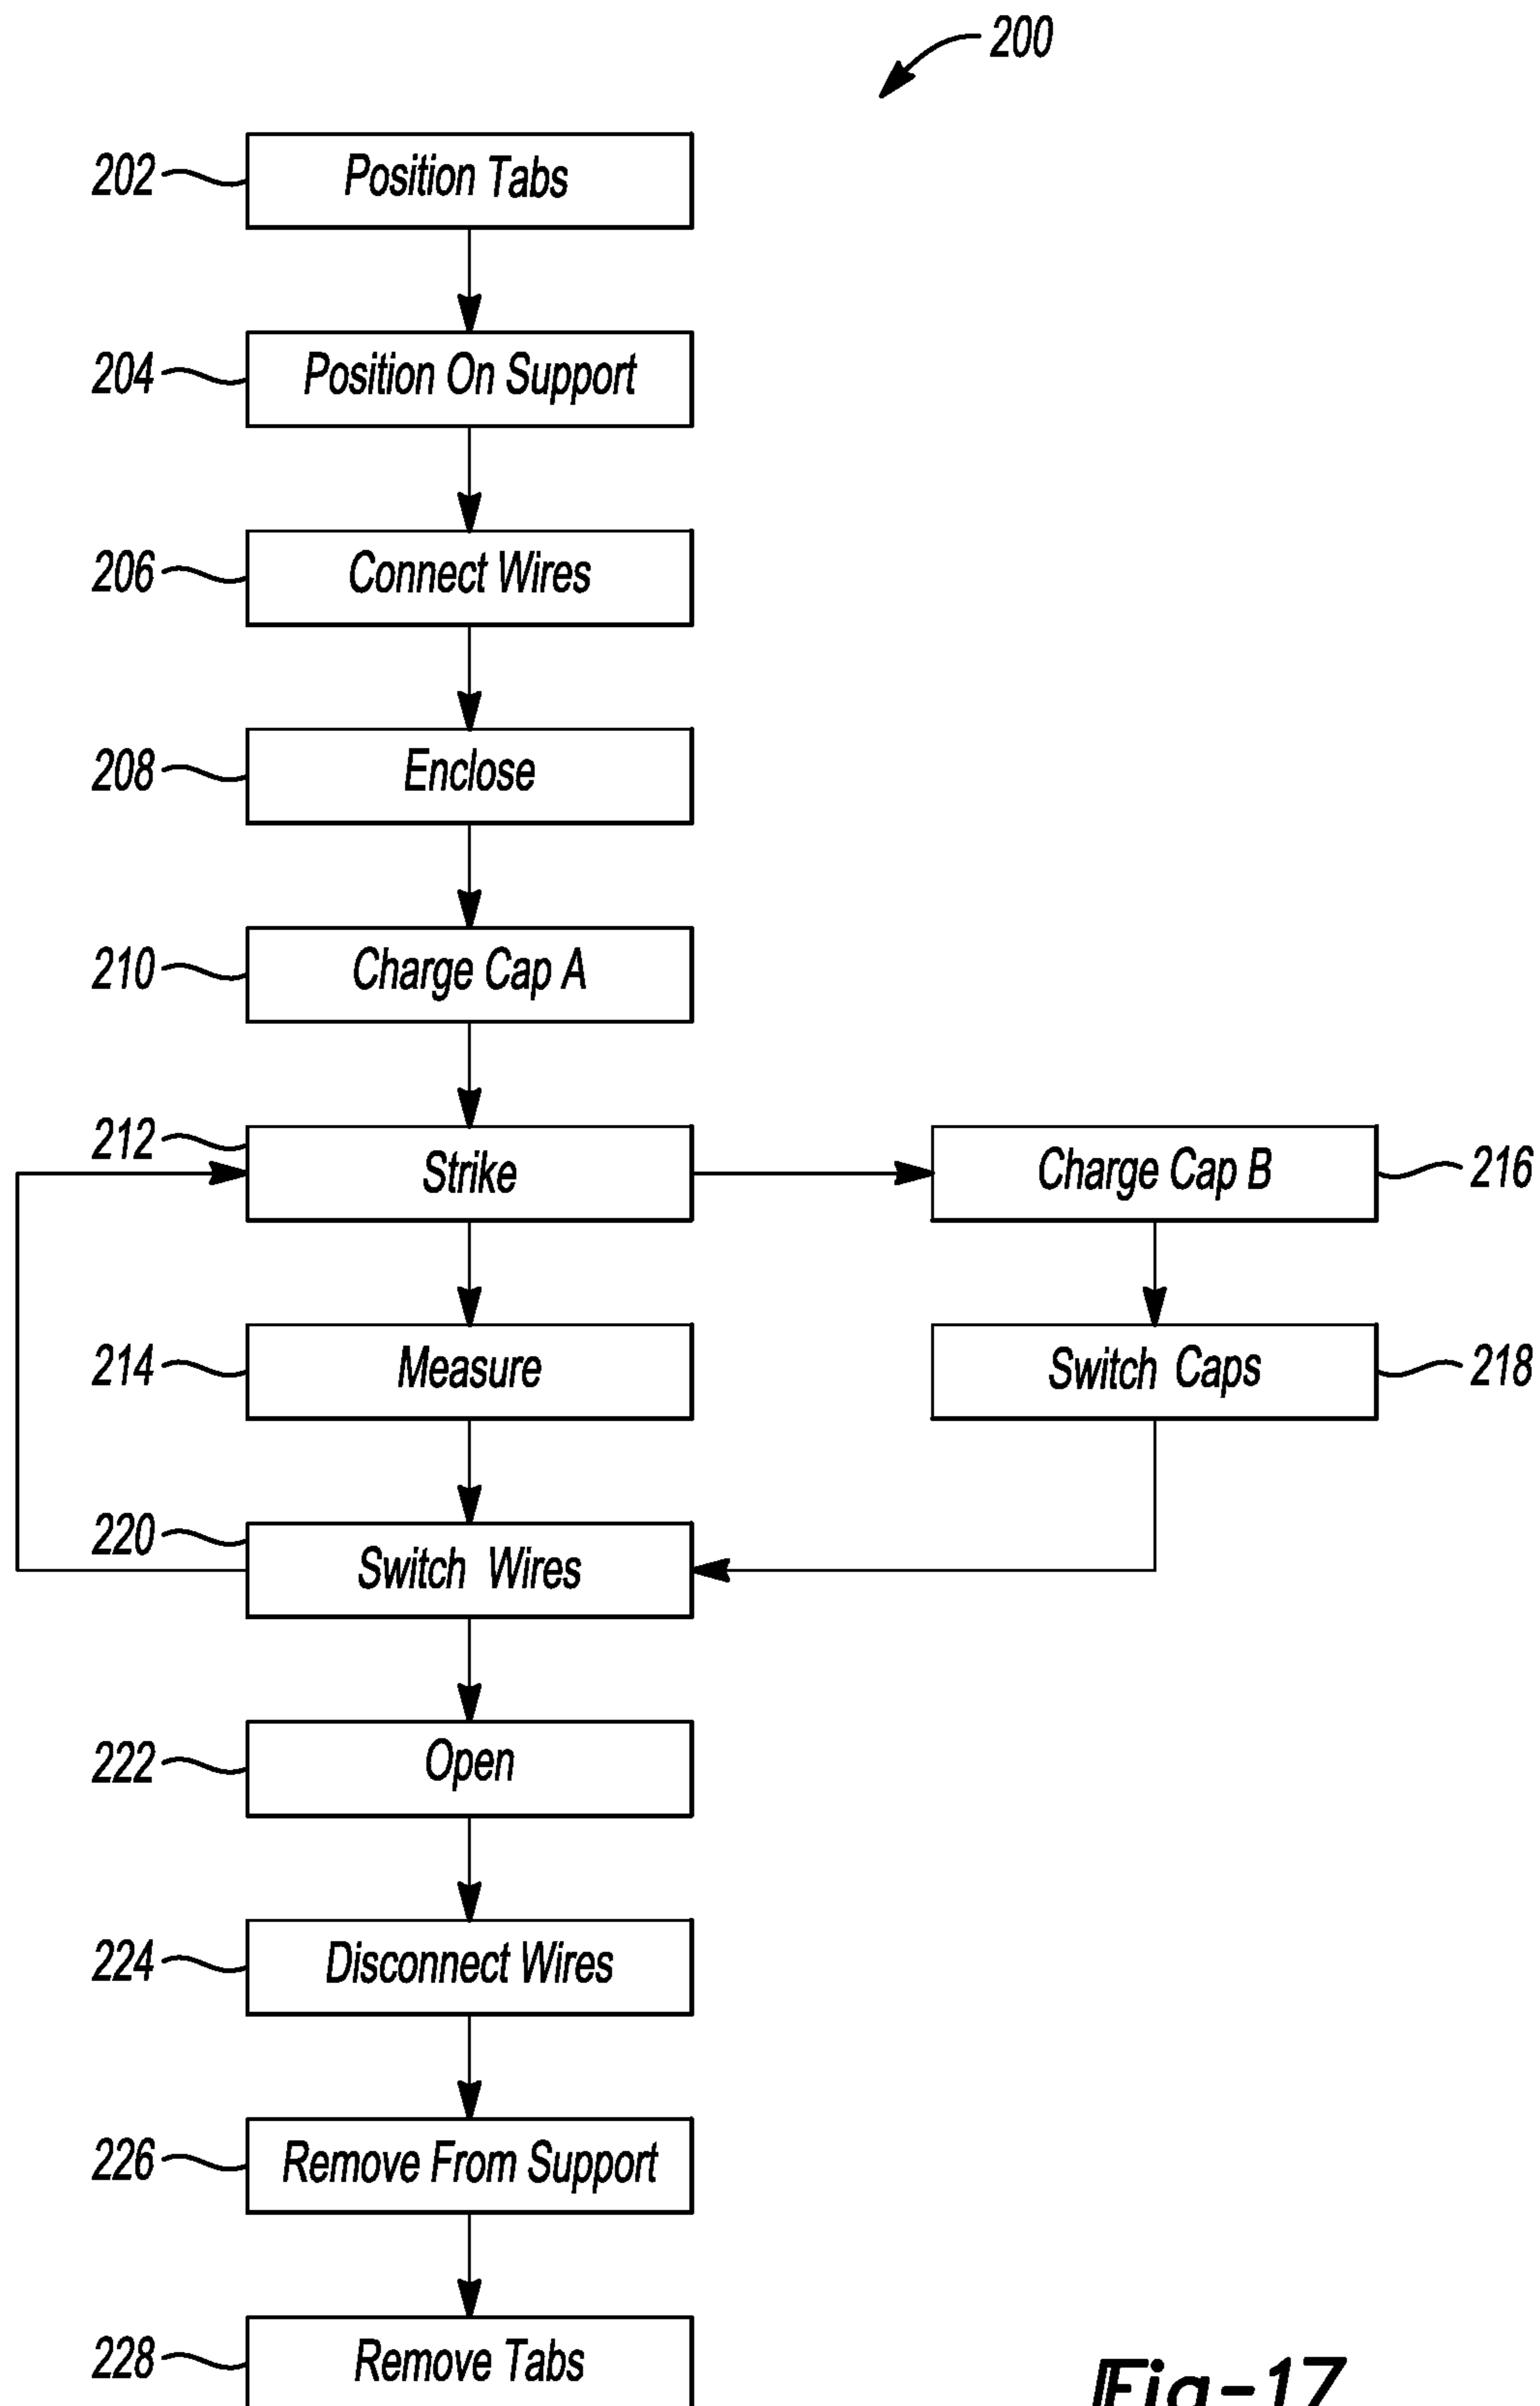 200
202 Position Tabs
204 Position On Support
206 Connect Wires
208 Enclose
210 Charge Cap A
212 Strike
Charge Cap B 216
214 Measure
Switch Caps 218
220 Switch Wires
222 Open
224 Disconnect Wires
226 Remove From Support
228 Remove Tabs
Fig-17